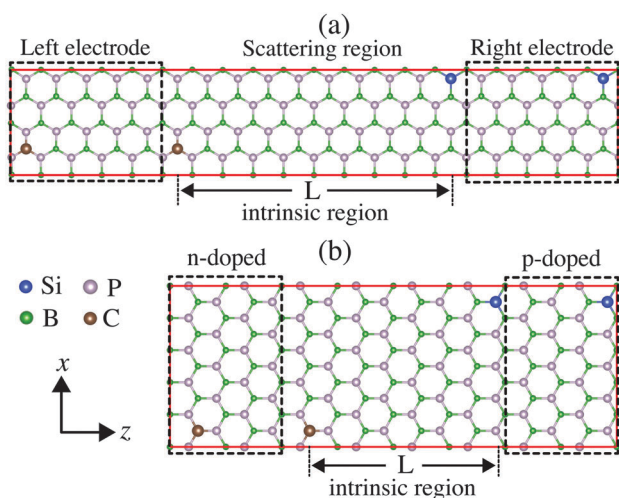 (a)
Left electrode Scattering region Right electrode
L
intrinsic region
(b)
n-doped p-doped
Si P
B C
x
z
L
intrinsic region